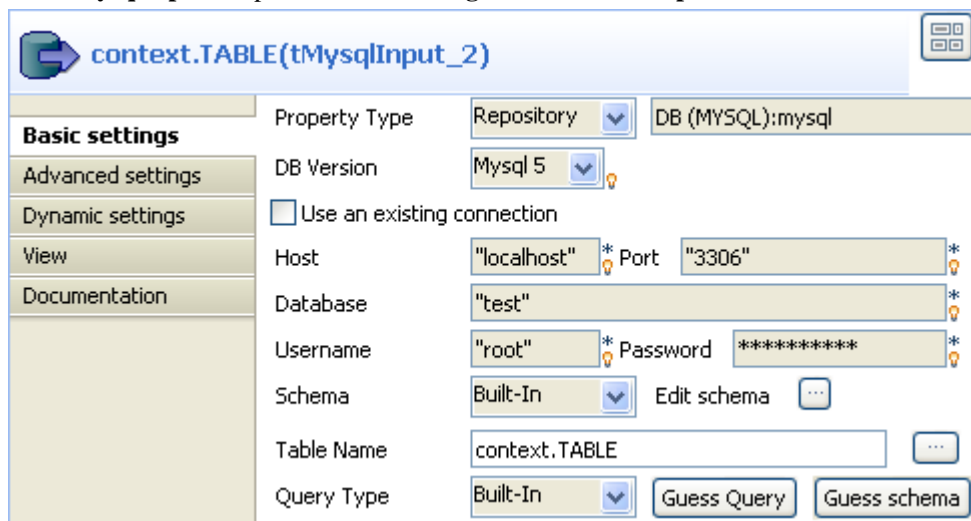 context.TABLE(tMysqlInput_2)
Basic settings
Advanced settings
Dynamic settings
View
Documentation
Property Type Repository DB (MYSQL):mysql
DB Version Mysql 5
Use an existing connection
Host "localhost" * Port "3306" *
Database "test" *
Username "root" * Password ********** *
Schema Built-In Edit schema ...
Table Name context.TABLE ...
Query Type Built-In Guess Query Guess schema